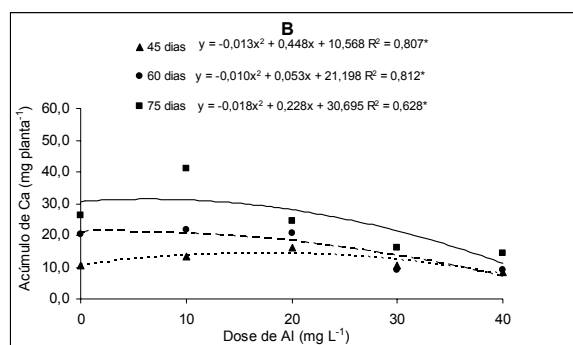 B
45 dias y = -0,013x² + 0,448x + 10,568 R² = 0,807*
60 dias y = -0,010x² + 0,053x + 21,198 R² = 0,812*
75 dias y = -0,018x² + 0,228x + 30,695 R² = 0,628*
Acúmulo de Ca (mg planta⁻¹)
60,0
50,0
40,0
30,0
20,0
10,0
0,0
0 10 20 30 40
Dose de Al (mg L⁻¹)